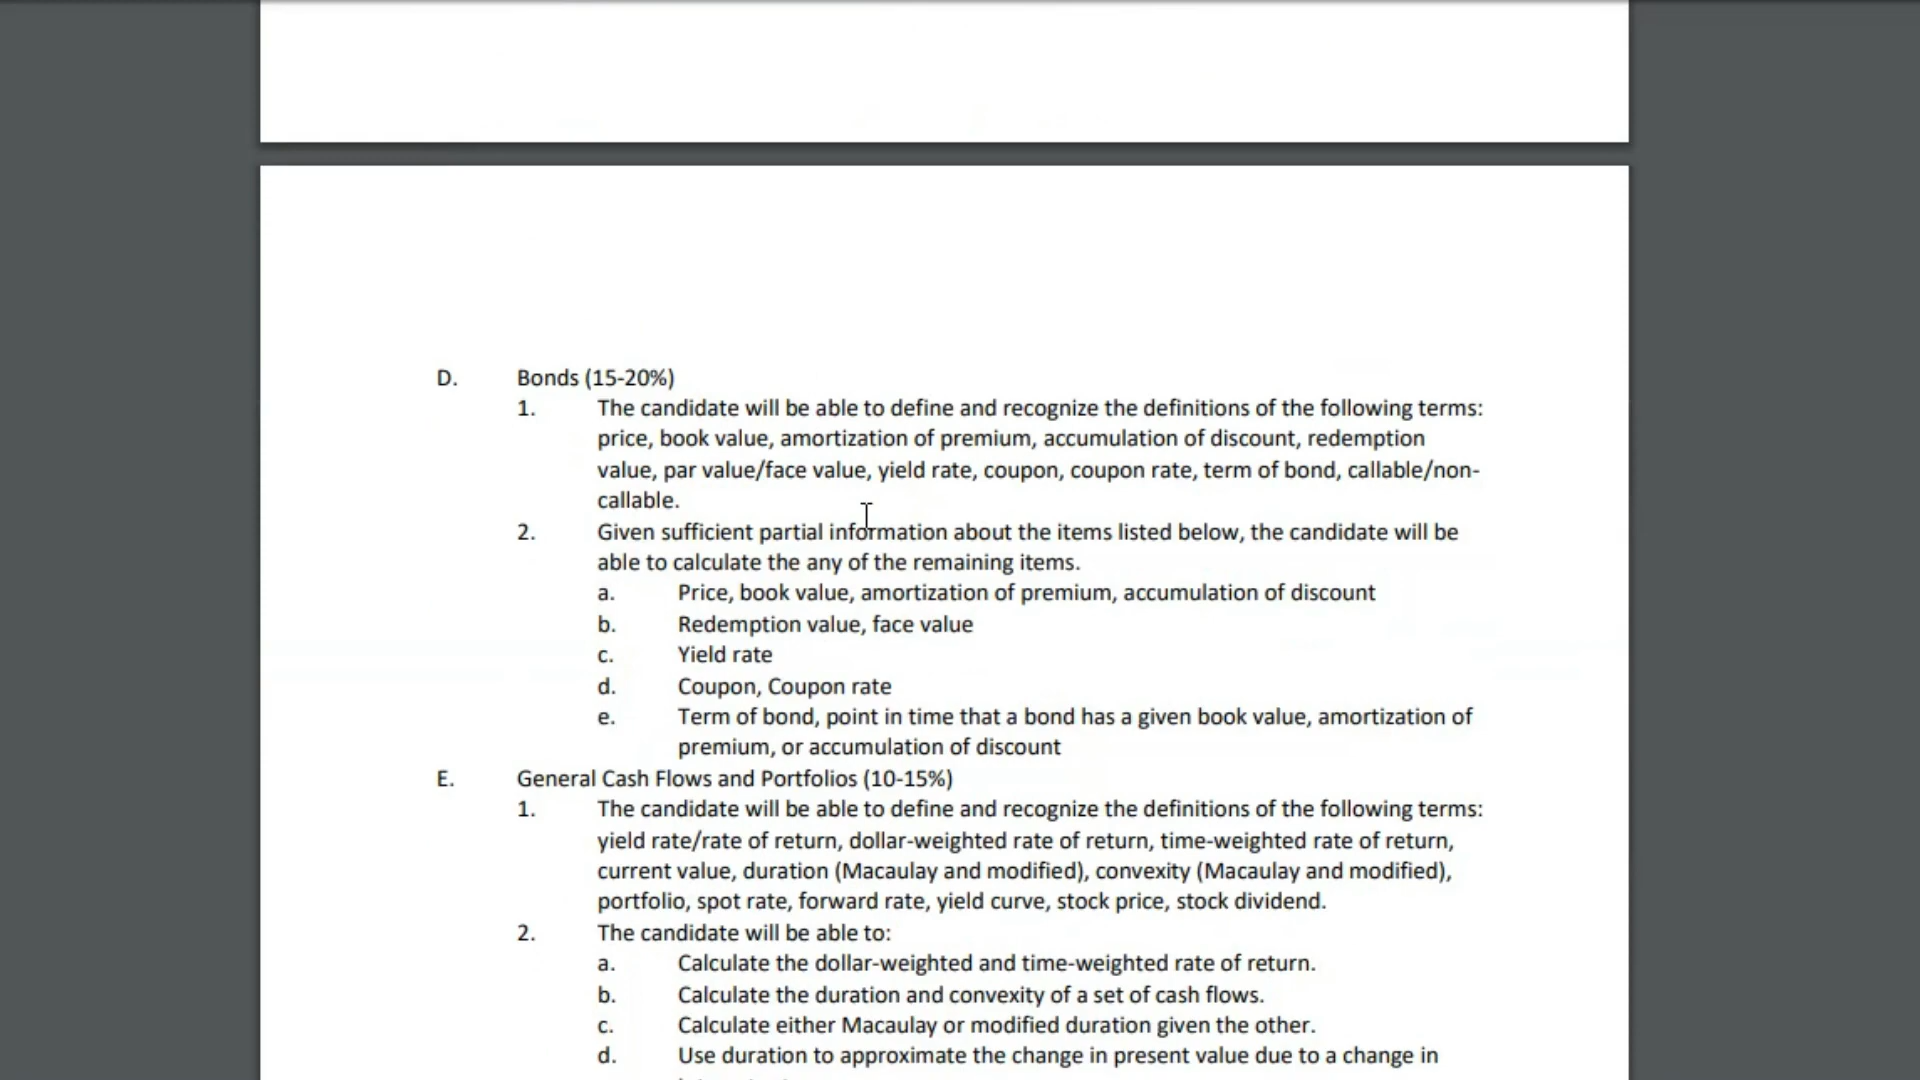 D. Bonds (15-20%)
1. The candidate will be able to define and recognize the definitions of the following terms:
price, book value, amortization of premium, accumulation of discount, redemption
value, par value/face value, yield rate, coupon, coupon rate, term of bond, callable/non-
callable.
2. Given sufficient partial information about the items listed below, the candidate will be
able to calculate the any of the remaining items.
a. Price, book value, amortization of premium, accumulation of discount
b. Redemption value, face value
c. Yield rate
d. Coupon, Coupon rate
e. Term of bond, point in time that a bond has a given book value, amortization of
premium, or accumulation of discount
E. General Cash Flows and Portfolios (10-15%)
1. The candidate will be able to define and recognize the definitions of the following terms:
yield rate/rate of return, dollar-weighted rate of return, time-weighted rate of return,
current value, duration (Macaulay and modified), convexity (Macaulay and modified),
portfolio, spot rate, forward rate, yield curve, stock price, stock dividend.
2. The candidate will be able to:
a. Calculate the dollar-weighted and time-weighted rate of return.
b. Calculate the duration and convexity of a set of cash flows.
c. Calculate either Macaulay or modified duration given the other.
d. Use duration to approximate the change in present value due to a change in